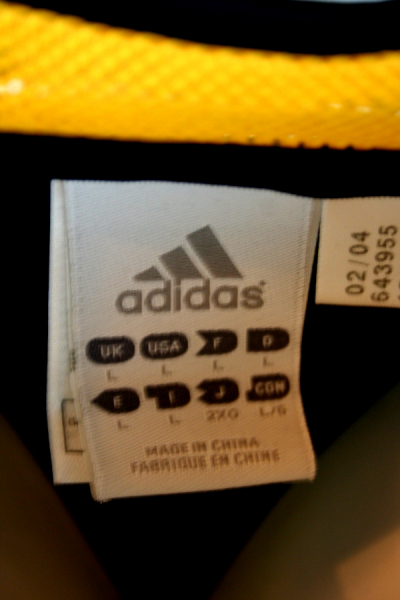 adidas
UK USA F D
L L L L
E I J CDN
L L 2XO L/G
MADE IN CHINA
FABRIQUE EN CHINE
02/04
643955